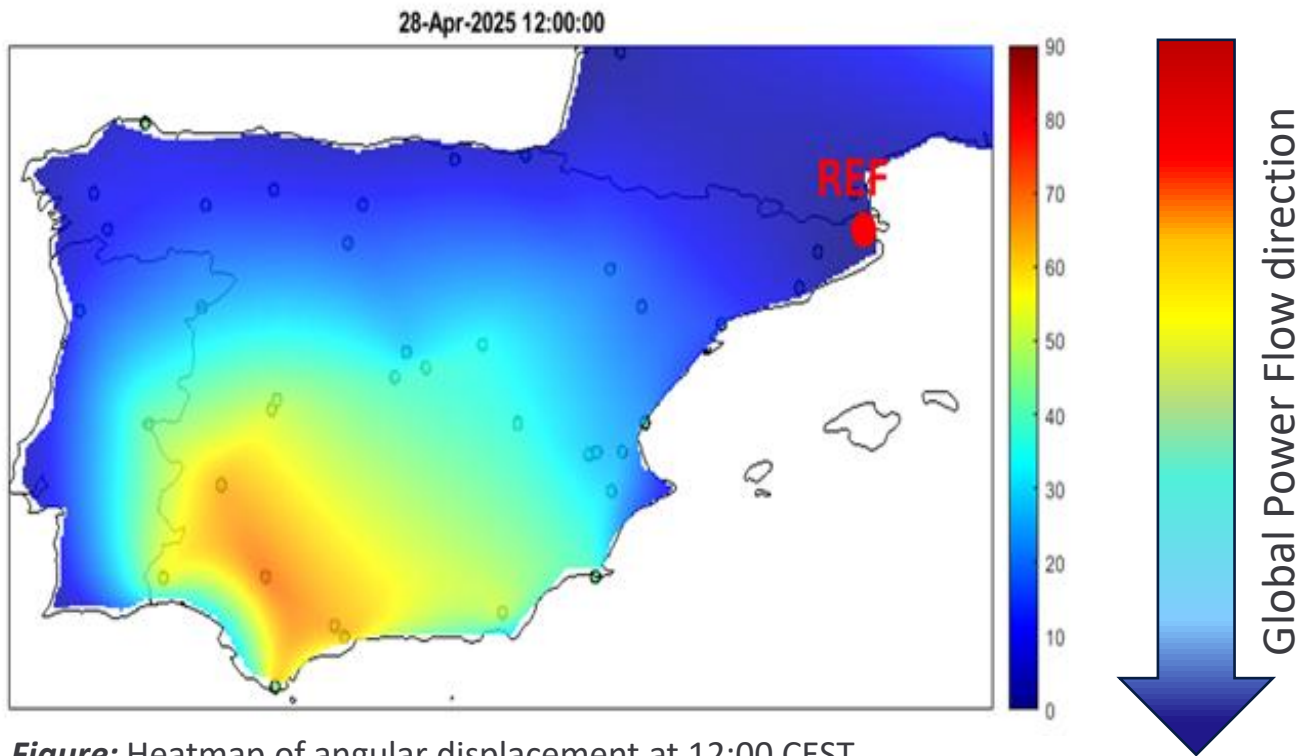 28-Apr-2025 12:00:00
REF
90
80
70
60
50
40
30
20
10
0
Global Power Flow direction
Figure: Heatmap of angular displacement at 12:00 CEST